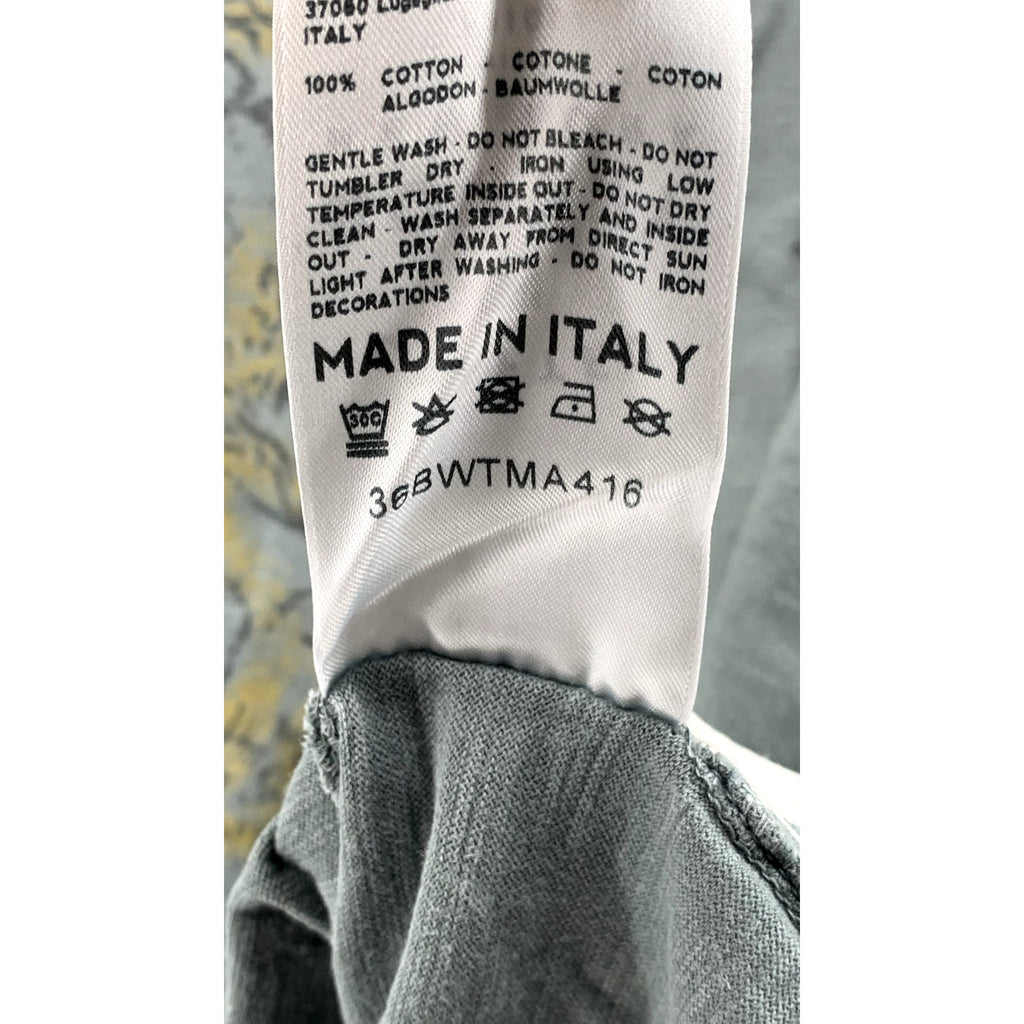 37060
ITALY
100% COTTON - COTONE - COTON
ALGODON - BAUMWOLLE
GENTLE WASH - DO NOT BLEACH - DO NOT
TUMBLER DRY - IRON USING LOW
TEMPERATURE INSIDE OUT - DO NOT DRY
CLEAN - WASH SEPARATELY AND INSIDE
OUT - DRY AWAY FROM DIRECT SUN
LIGHT AFTER WASHING - DO NOT IRON
DECORATIONS
MADE IN ITALY
30C
368WTMA416